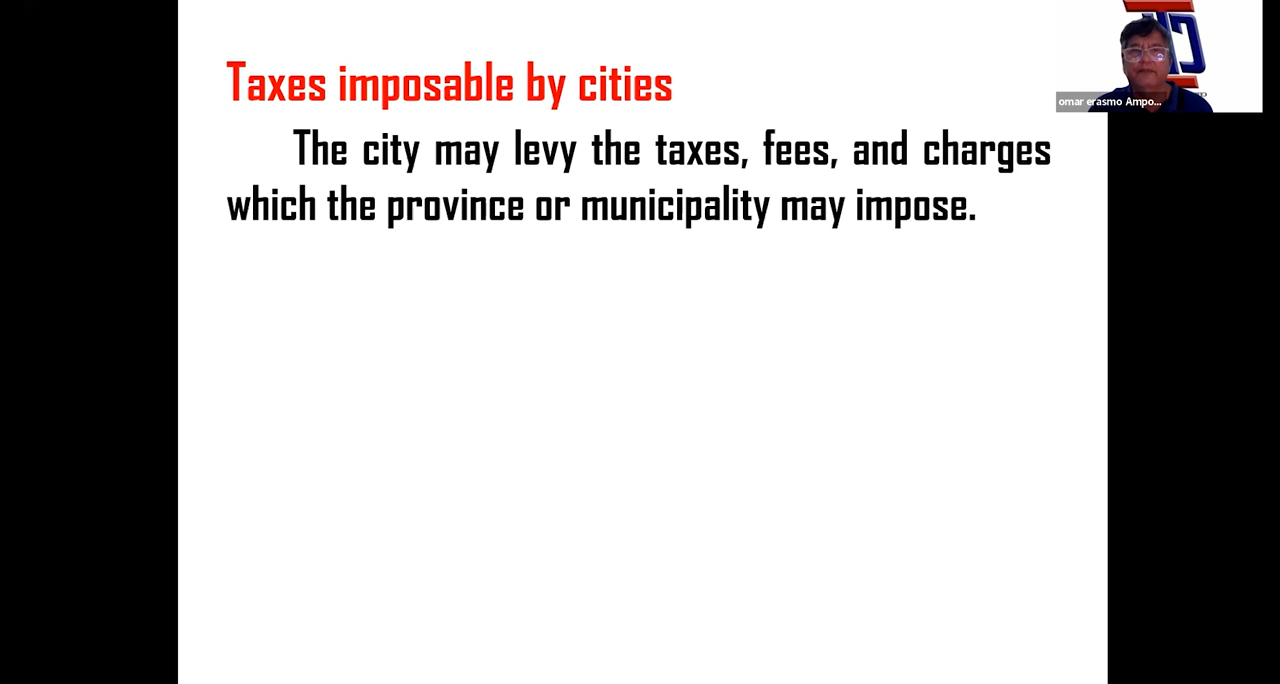 Taxes imposable by cities
The city may levy the taxes, fees, and charges
which the province or municipality may impose.
omar erasmo Ampo...